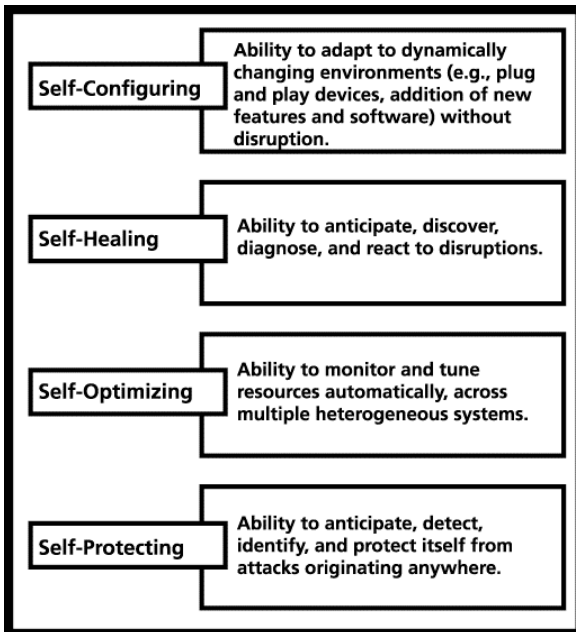 Self-Configuring
Ability to adapt to dynamically
changing environments (e.g., plug
and play devices, addition of new
features and software) without
disruption.
Self-Healing
Ability to anticipate, discover,
diagnose, and react to disruptions.
Self-Optimizing
Ability to monitor and tune
resources automatically, across
multiple heterogeneous systems.
Self-Protecting
Ability to anticipate, detect,
identify, and protect itself from
attacks originating anywhere.